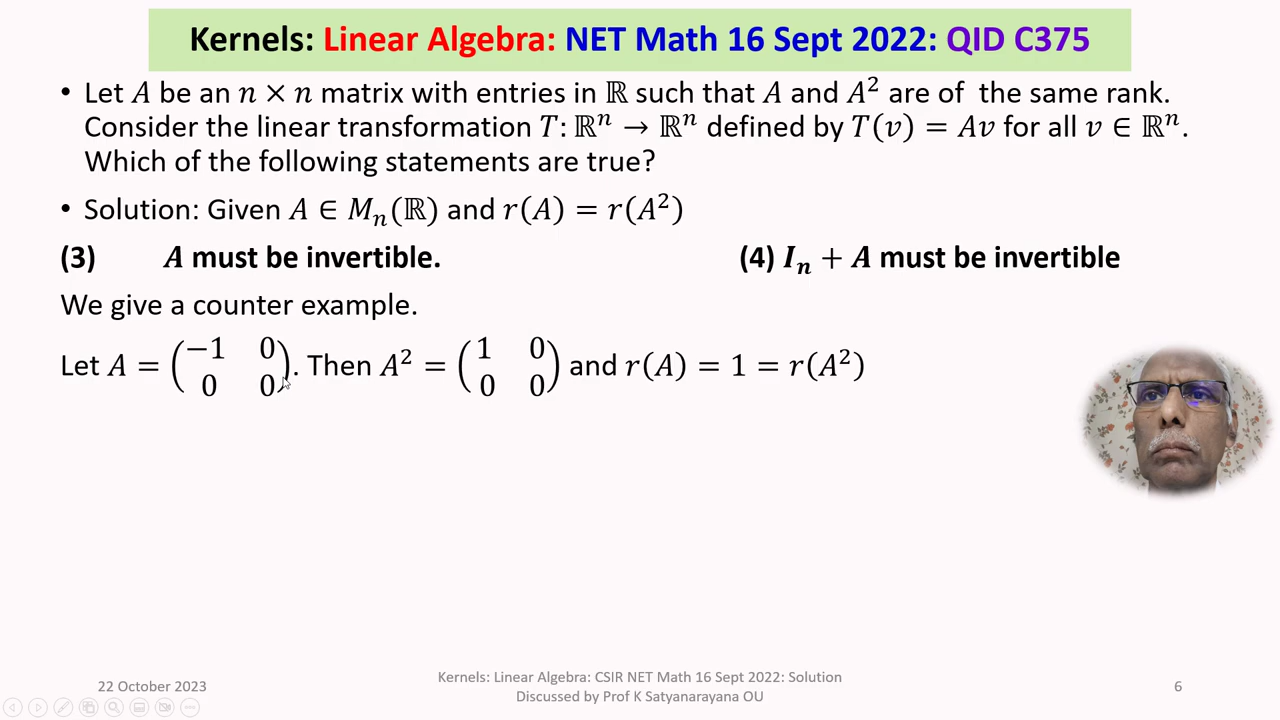 Kernels: Linear Algebra: NET Math 16 Sept 2022: QID C375
• Let A be an n × n matrix with entries in ℝ such that A and A² are of the same rank.
Consider the linear transformation T: ℝⁿ → ℝⁿ defined by T(v) = Av for all v ∈ ℝⁿ.
Which of the following statements are true?
• Solution: Given A ∈ Mₙ(ℝ) and r(A) = r(A²)
(3) A must be invertible. (4) Iₙ + A must be invertible
We give a counter example.
Let A = (−1 0
0 0). Then A² = (1 0
0 0) and r(A) = 1 = r(A²)
22 October 2023
Kernels: Linear Algebra: CSIR NET Math 16 Sept 2022: Solution
Discussed by Prof K Satyanarayana OU
6